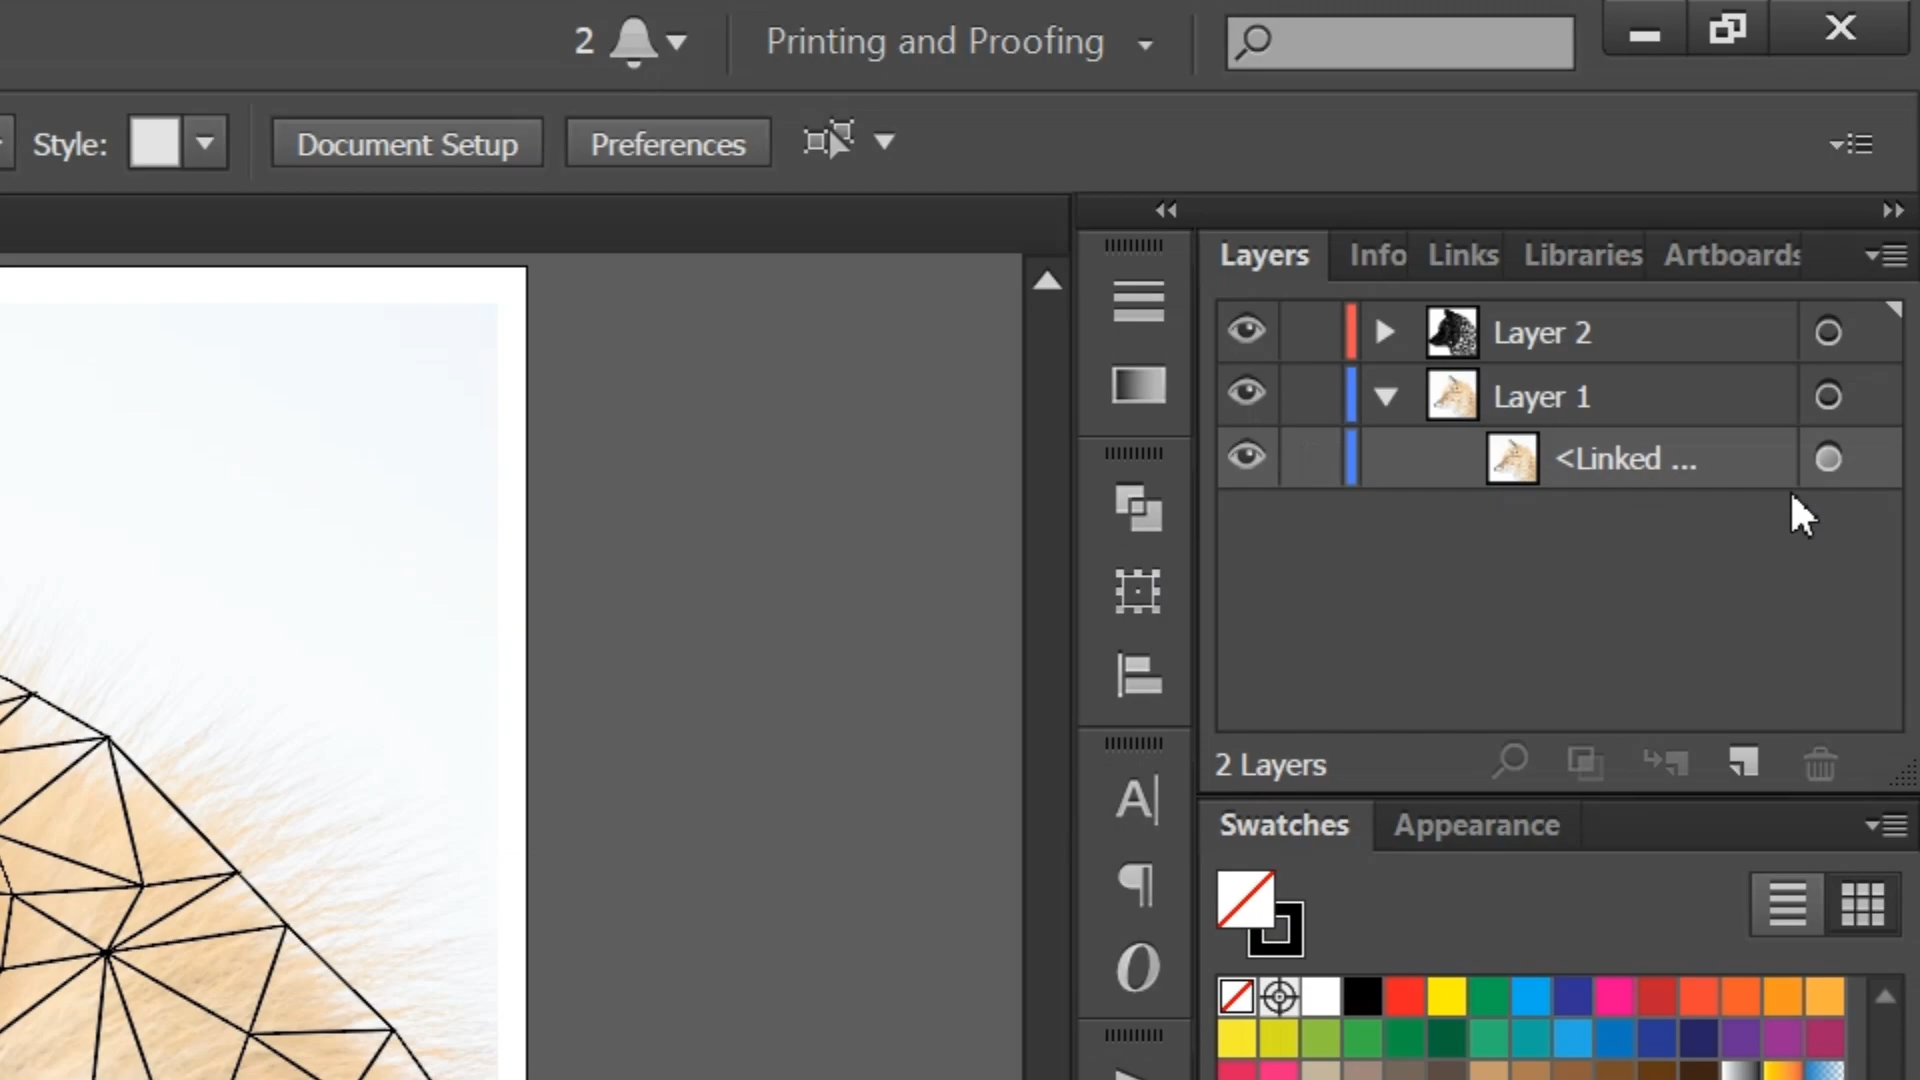 2 Printing and Proofing
Style: Document Setup Preferences
Layers Info Links Libraries Artboards
Layer 2
Layer 1
<Linked ...
2 Layers
Swatches Appearance